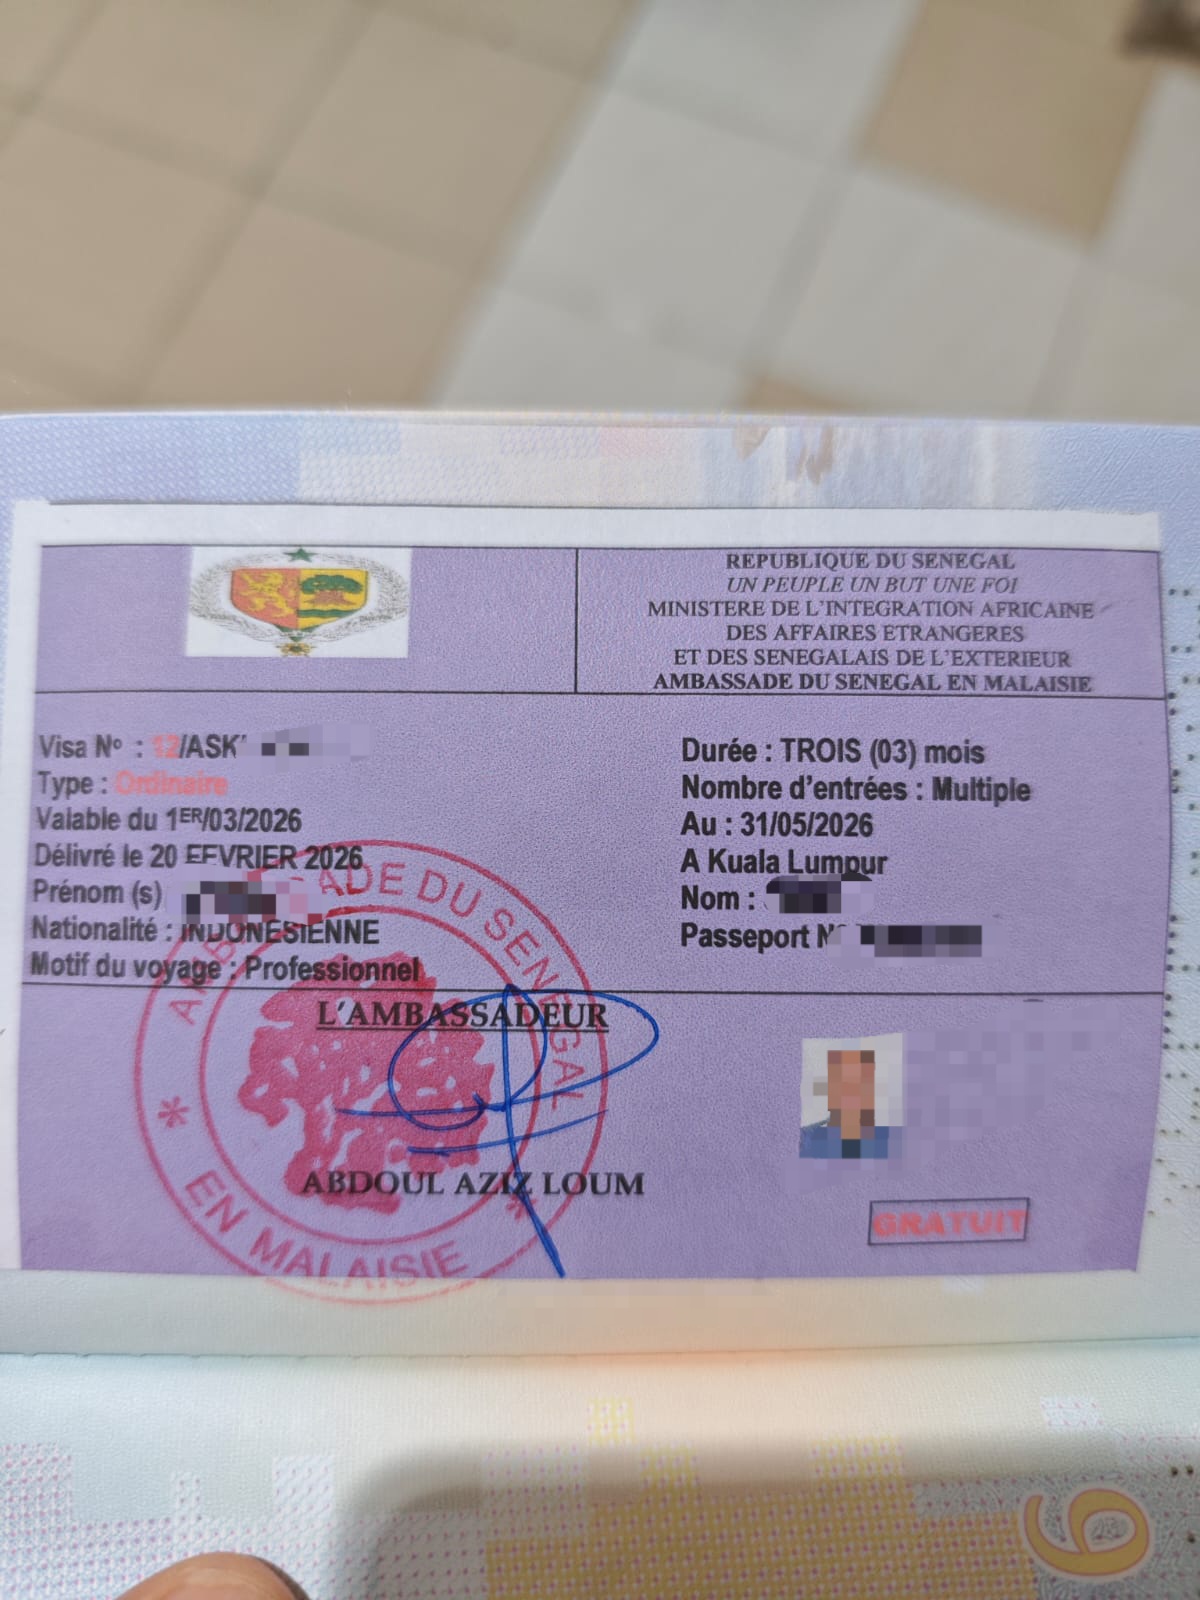 REPUBLIQUE DU SENEGAL
UN PEUPLE UN BUT UNE FOI
MINISTERE DE L'INTEGRATION AFRICAINE
DES AFFAIRES ETRANGERES
ET DES SENEGALAIS DE L'EXTERIEUR
AMBASSADE DU SENEGAL EN MALAISIE
Visa Nº : 12/ASK
Type : Ordinaire
Valable du 1ER/03/2026
Délivré le 20 FEVRIER 2026
Prénom (s)
Nationalité : INDONESIENNE
Motif du voyage : Professionnel
Durée : TROIS (03) mois
Nombre d'entrées : Multiple
Au : 31/05/2026
A Kuala Lumpur
Nom :
Passeport Nº
L'AMBASSADEUR
ABDOUL AZIZ LOUM
AMBASSADE DU SENEGAL
* EN MALAISIE *
GRATUIT
9